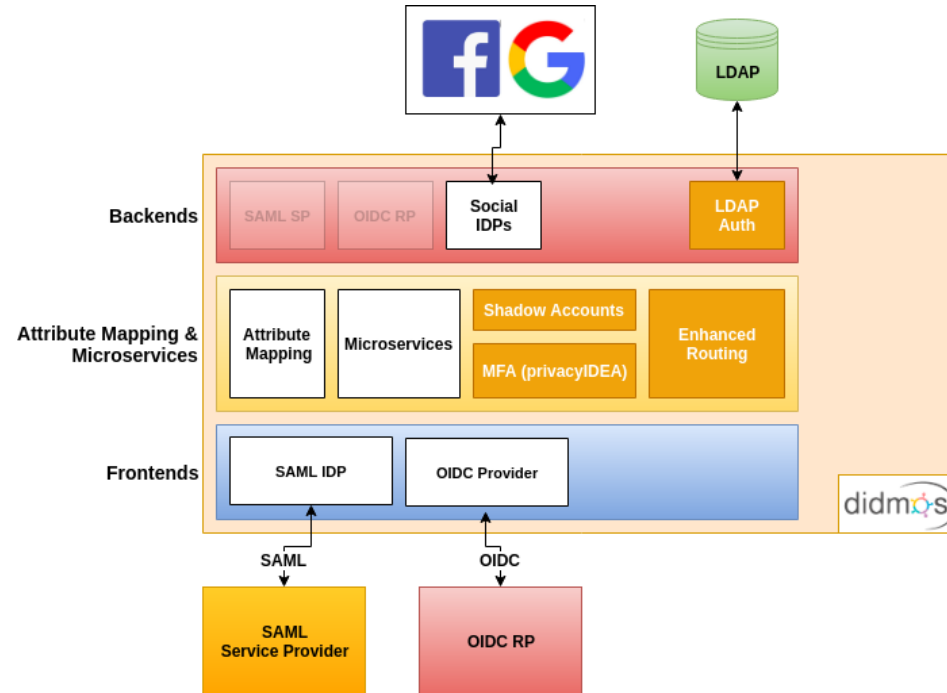 LDAP
Backends
SAML SP
OIDC RP
Social
IDPs
LDAP
Auth
Attribute Mapping &
Microservices
Attribute
Mapping
Microservices
Shadow Accounts
MFA (privacyIDEA)
Enhanced
Routing
Frontends
SAML IDP
OIDC Provider
didmos
SAML
OIDC
SAML
Service Provider
OIDC RP